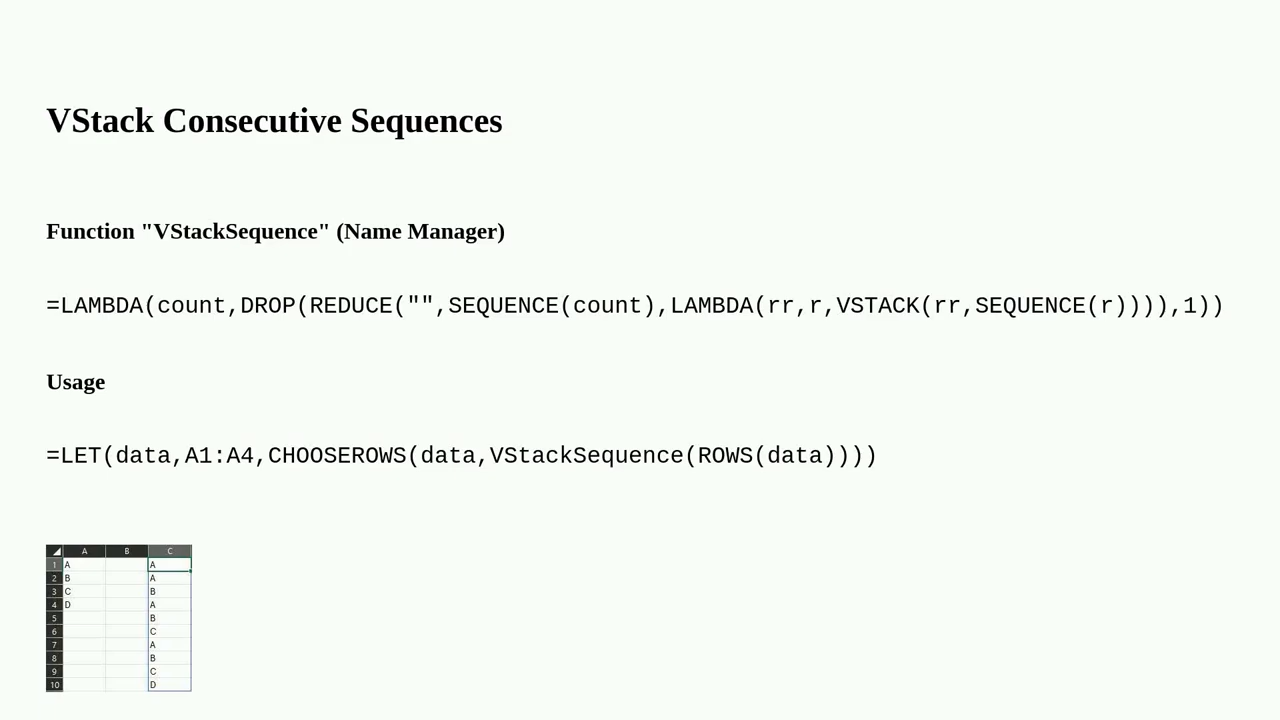 VStack Consecutive Sequences
Function "VStackSequence" (Name Manager)
=LAMBDA(count,DROP(REDUCE("",SEQUENCE(count),LAMBDA(rr,r,VSTACK(rr,SEQUENCE(r)))),1))
Usage
=LET(data,A1:A4,CHOOSEROWS(data,VStackSequence(ROWS(data))))
A B C
1 A A
2 B A
3 C B
4 D A
5 B
6 C
7 A
8 B
9 C
10 D